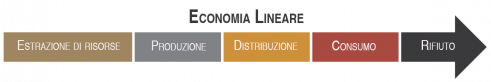 Economia Lineare
Estrazione di risorse
Produzione
Distribuzione
Consumo
Rifiuto